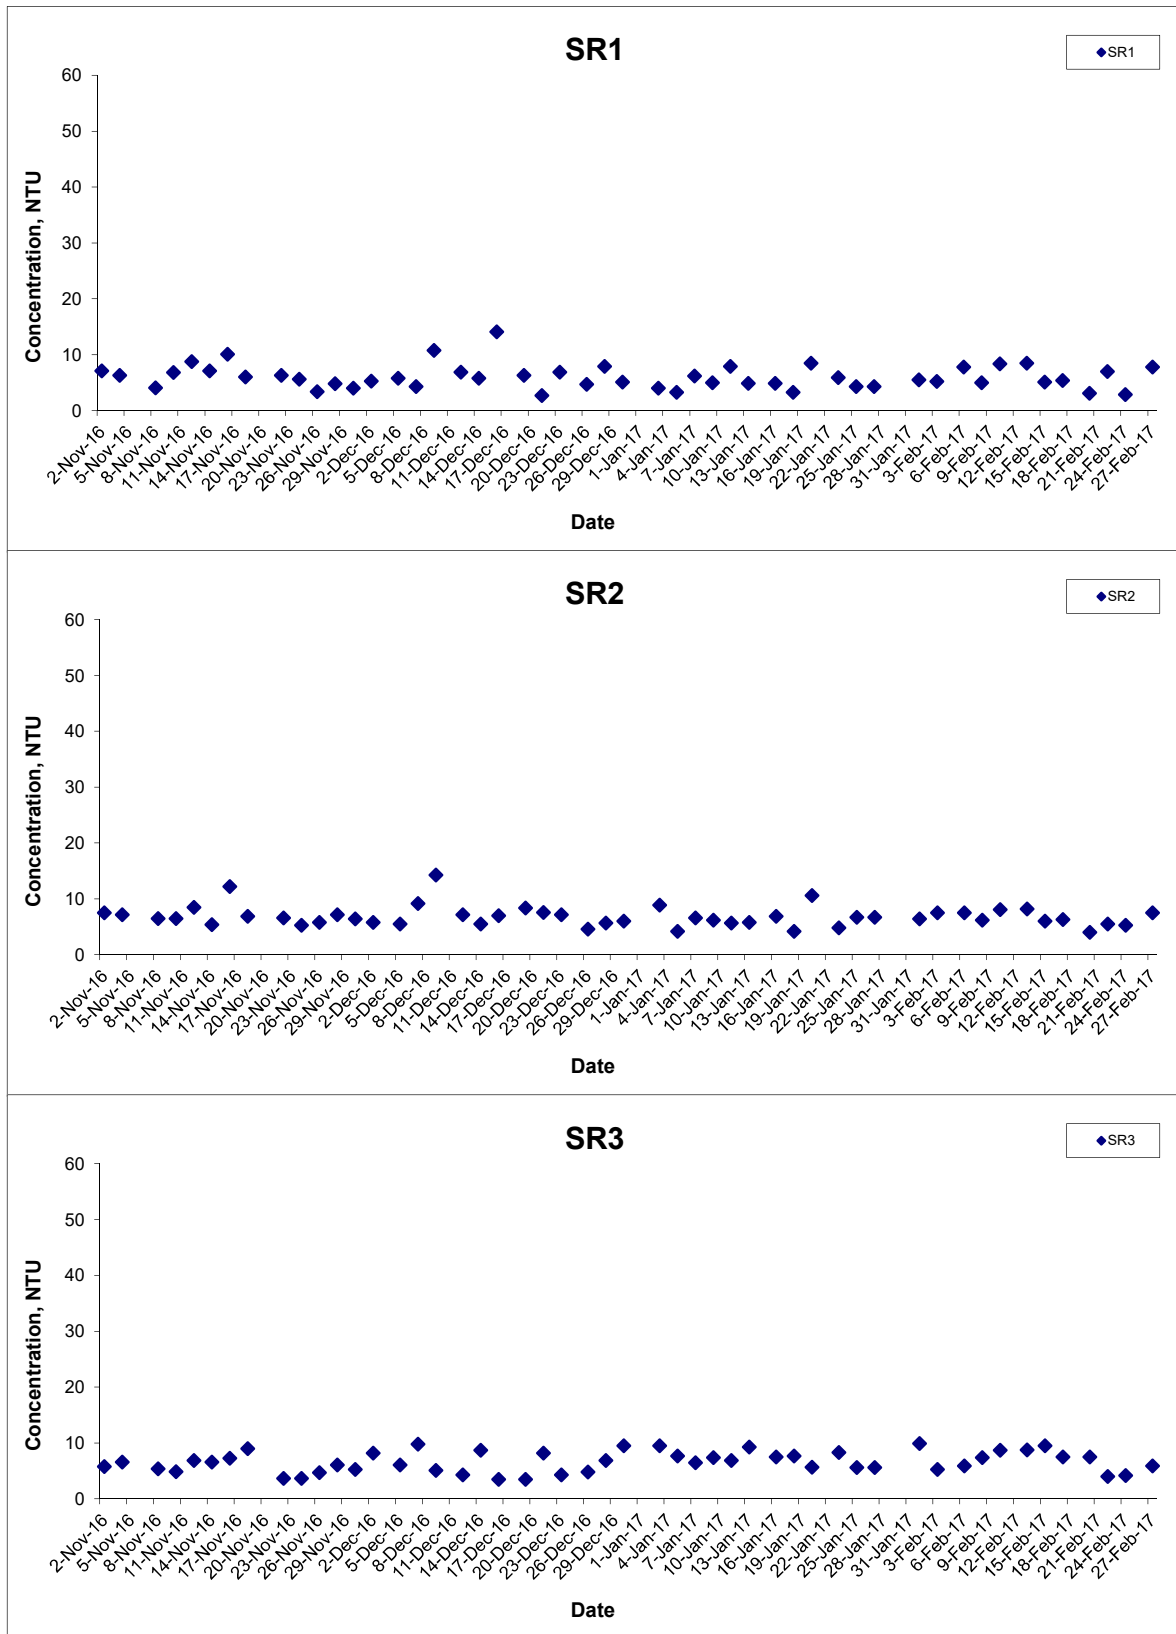 SR1
SR1
60
50
40
30
20
10
0
Concentration, NTU
2-Nov-16
5-Nov-16
8-Nov-16
11-Nov-16
14-Nov-16
17-Nov-16
20-Nov-16
23-Nov-16
26-Nov-16
29-Nov-16
2-Dec-16
5-Dec-16
8-Dec-16
11-Dec-16
14-Dec-16
17-Dec-16
20-Dec-16
23-Dec-16
26-Dec-16
29-Dec-16
1-Jan-17
4-Jan-17
7-Jan-17
10-Jan-17
13-Jan-17
16-Jan-17
19-Jan-17
22-Jan-17
25-Jan-17
28-Jan-17
31-Jan-17
3-Feb-17
6-Feb-17
9-Feb-17
12-Feb-17
15-Feb-17
18-Feb-17
21-Feb-17
24-Feb-17
27-Feb-17
Date
SR2
SR2
60
50
40
30
20
10
0
Concentration, NTU
2-Nov-16
5-Nov-16
8-Nov-16
11-Nov-16
14-Nov-16
17-Nov-16
20-Nov-16
23-Nov-16
26-Nov-16
29-Nov-16
2-Dec-16
5-Dec-16
8-Dec-16
11-Dec-16
14-Dec-16
17-Dec-16
20-Dec-16
23-Dec-16
26-Dec-16
29-Dec-16
1-Jan-17
4-Jan-17
7-Jan-17
10-Jan-17
13-Jan-17
16-Jan-17
19-Jan-17
22-Jan-17
25-Jan-17
28-Jan-17
31-Jan-17
3-Feb-17
6-Feb-17
9-Feb-17
12-Feb-17
15-Feb-17
18-Feb-17
21-Feb-17
24-Feb-17
27-Feb-17
Date
SR3
SR3
60
50
40
30
20
10
0
Concentration, NTU
2-Nov-16
5-Nov-16
8-Nov-16
11-Nov-16
14-Nov-16
17-Nov-16
20-Nov-16
23-Nov-16
26-Nov-16
29-Nov-16
2-Dec-16
5-Dec-16
8-Dec-16
11-Dec-16
14-Dec-16
17-Dec-16
20-Dec-16
23-Dec-16
26-Dec-16
29-Dec-16
1-Jan-17
4-Jan-17
7-Jan-17
10-Jan-17
13-Jan-17
16-Jan-17
19-Jan-17
22-Jan-17
25-Jan-17
28-Jan-17
31-Jan-17
3-Feb-17
6-Feb-17
9-Feb-17
12-Feb-17
15-Feb-17
18-Feb-17
21-Feb-17
24-Feb-17
27-Feb-17
Date